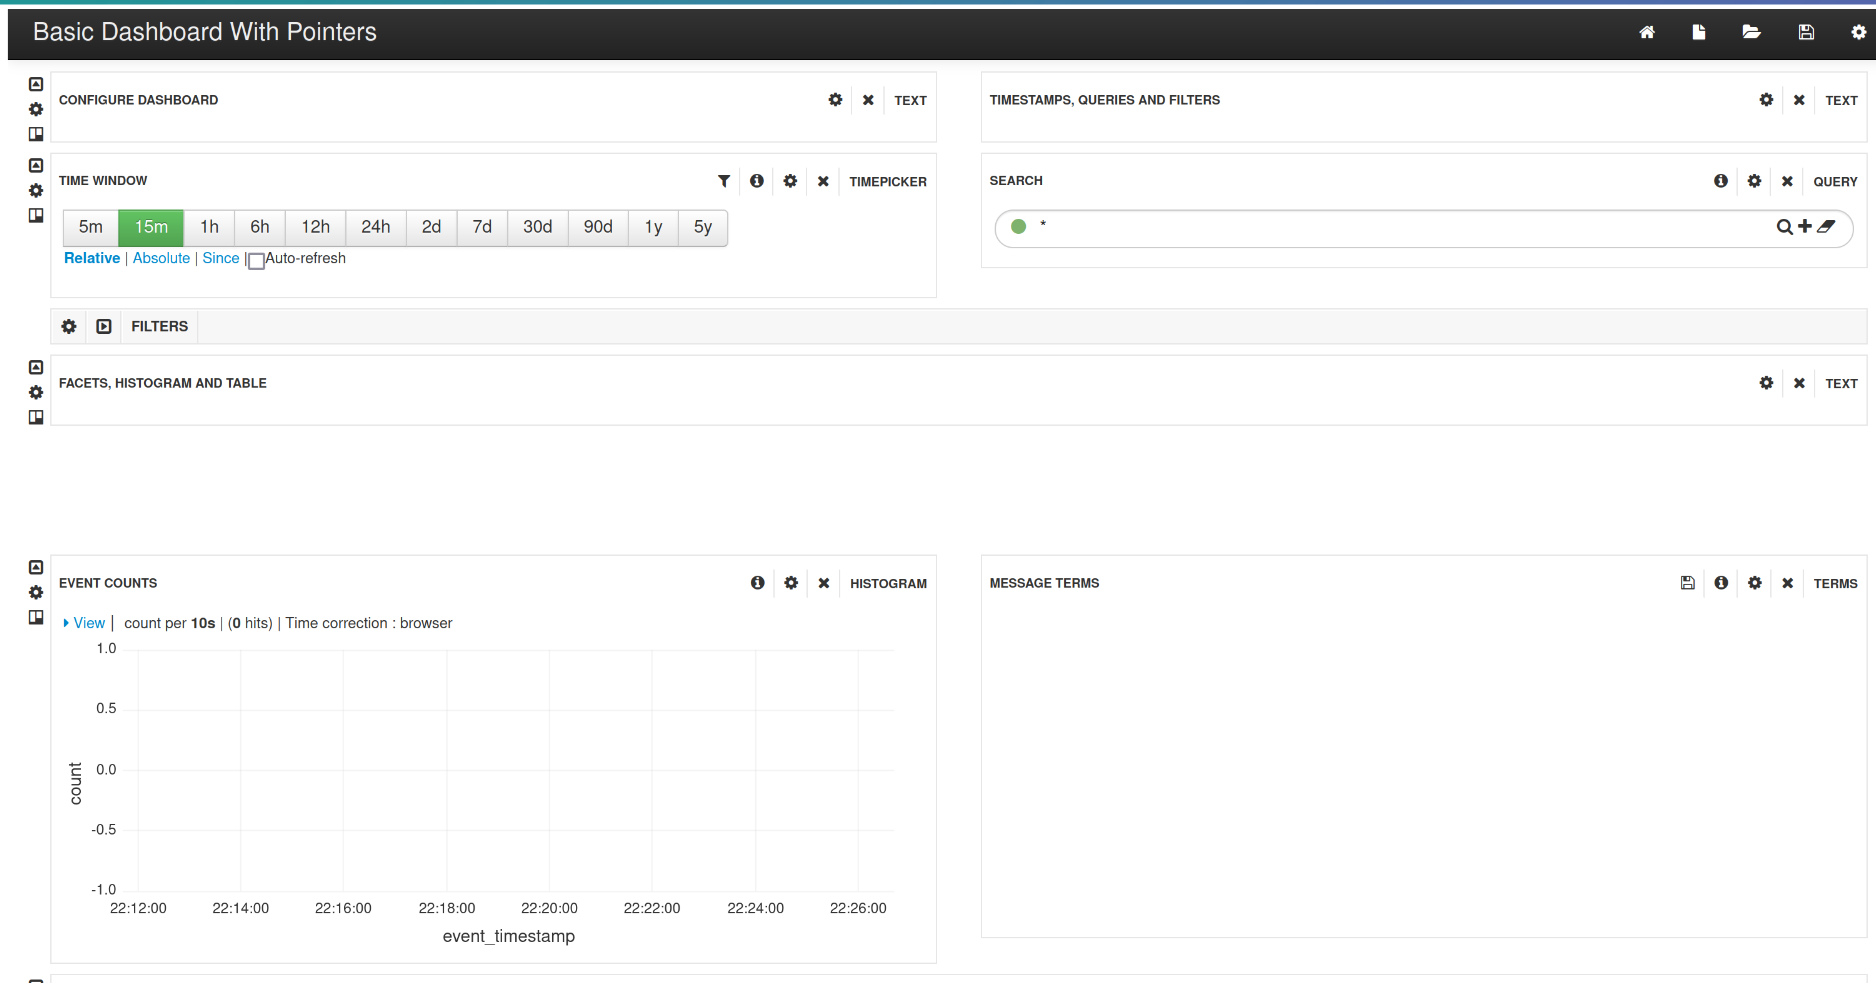 Basic Dashboard With Pointers
CONFIGURE DASHBOARD TEXT
TIMESTAMPS, QUERIES AND FILTERS TEXT
TIME WINDOW TIMEPICKER
5m 15m 1h 6h 12h 24h 2d 7d 30d 90d 1y 5y
Relative | Absolute | Since | Auto-refresh
SEARCH QUERY
*
FILTERS
FACETS, HISTOGRAM AND TABLE TEXT
EVENT COUNTS HISTOGRAM
View | count per 10s | (0 hits) | Time correction : browser
1.0
0.5
0.0
-0.5
-1.0
count
22:12:00 22:14:00 22:16:00 22:18:00 22:20:00 22:22:00 22:24:00 22:26:00
event_timestamp
MESSAGE TERMS TERMS